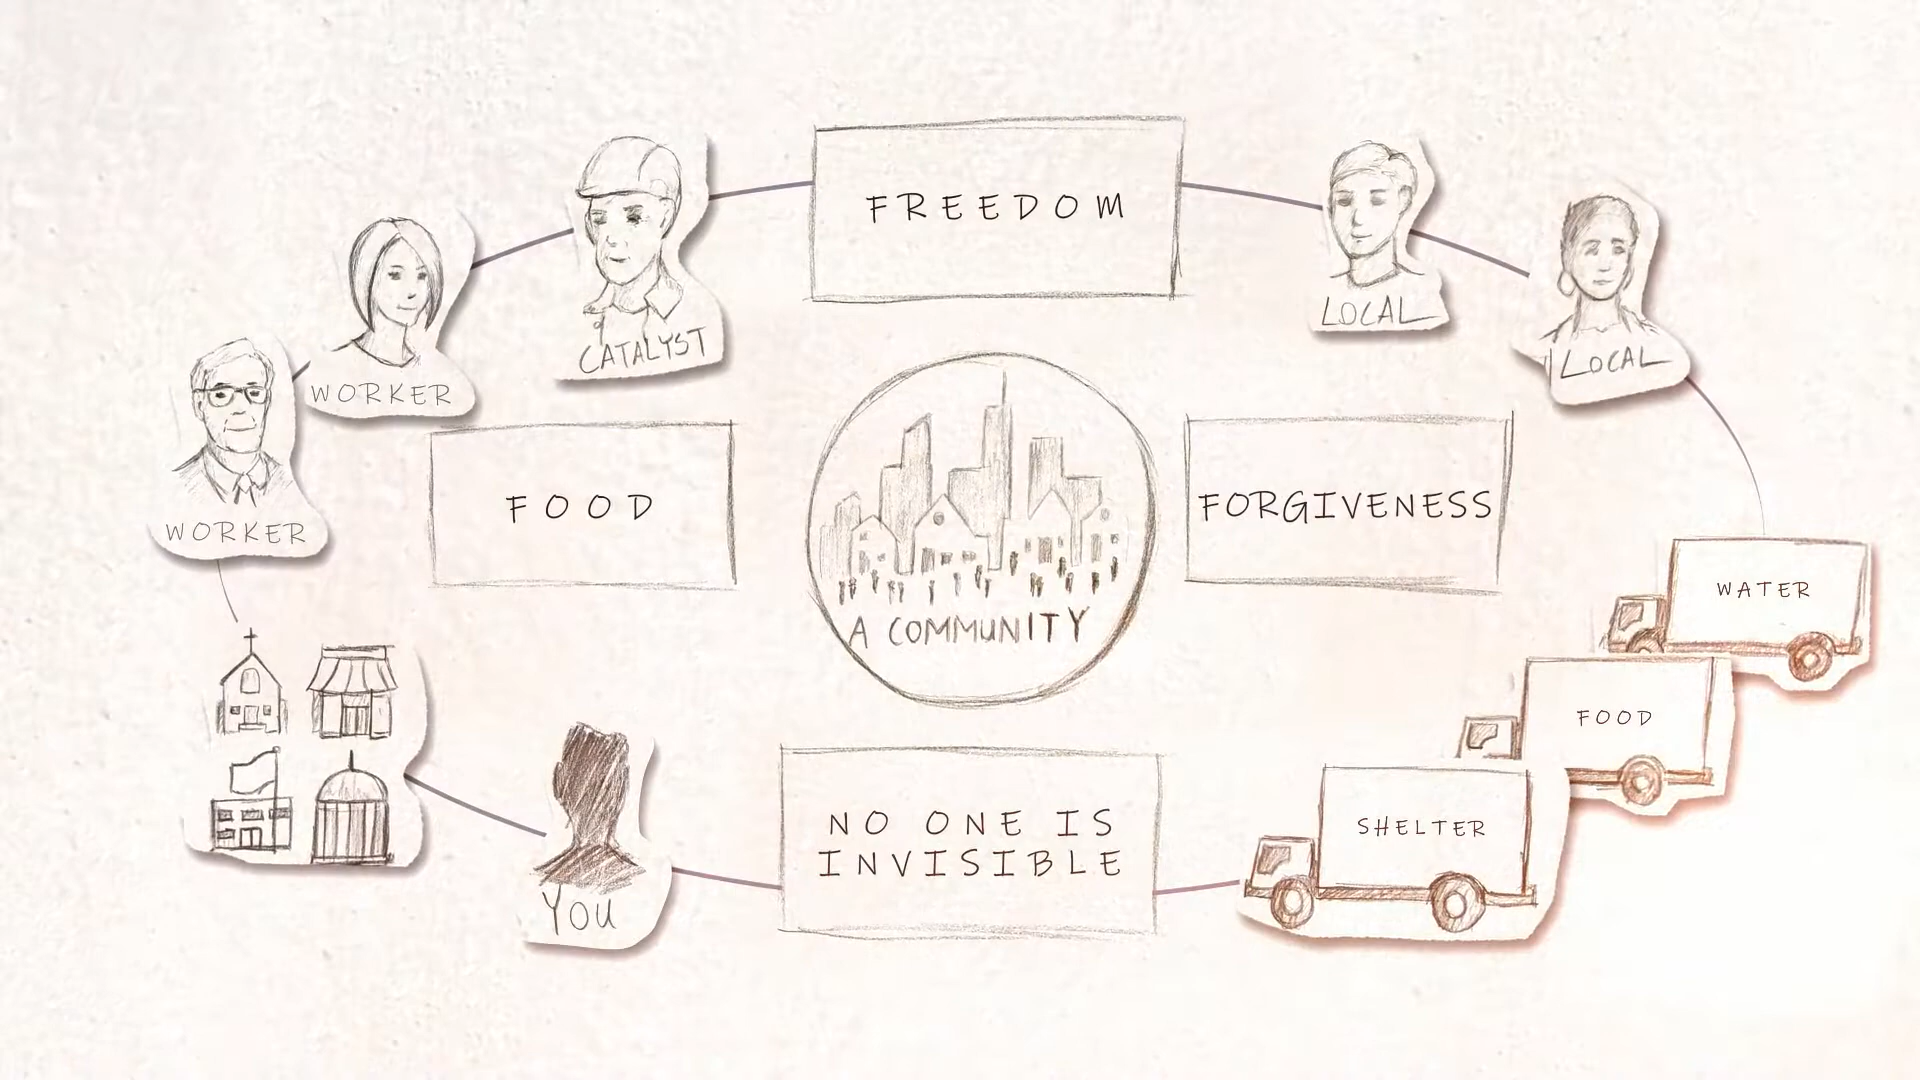 FREEDOM
CATALYST
LOCAL
LOCAL
WORKER
WORKER
FOOD
FORGIVENESS
A COMMUNITY
WATER
FOOD
SHELTER
NO ONE IS
INVISIBLE
YOU